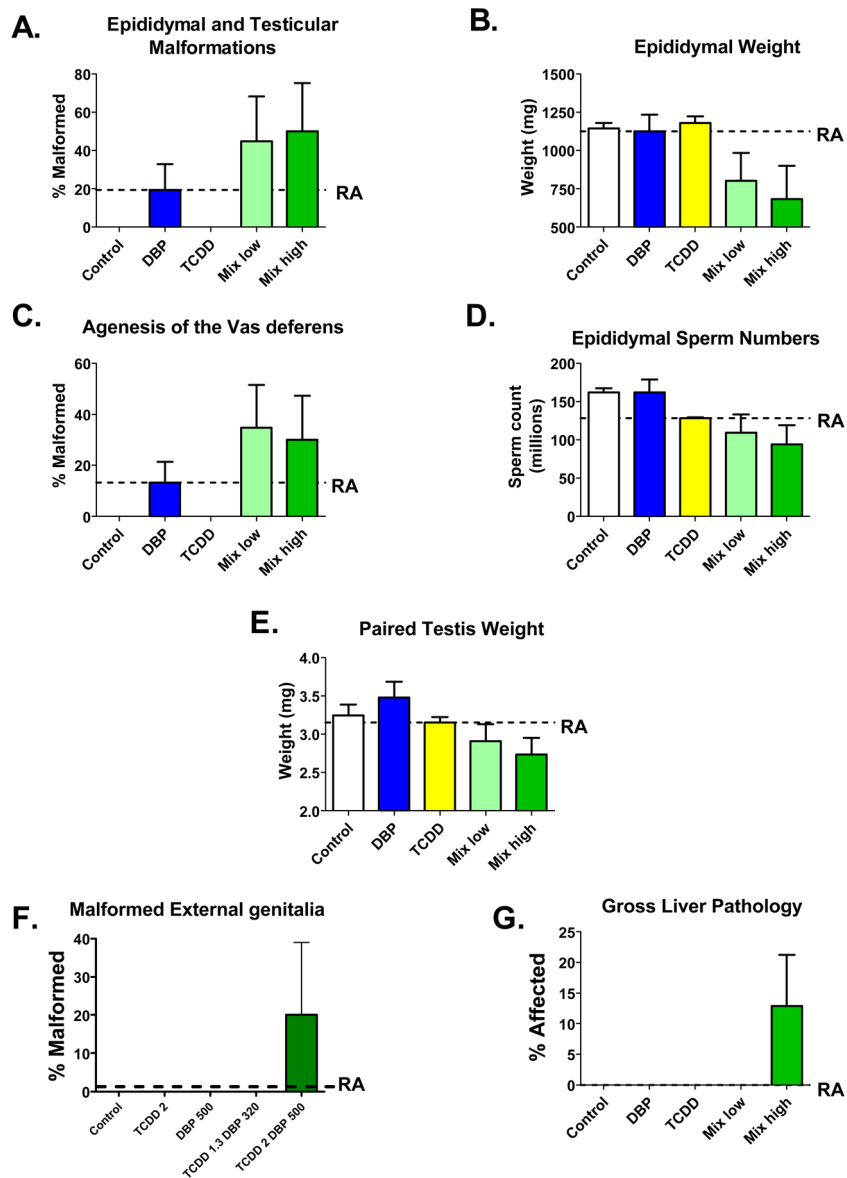 A.
Epididymal and Testicular
Malformations
% Malformed
80
60
40
20
0
RA
Control
DBP
TCDD
Mix low
Mix high
B.
Epididymal Weight
Weight (mg)
1500
1250
1000
750
500
RA
Control
DBP
TCDD
Mix low
Mix high
C.
Agenesis of the Vas deferens
% Malformed
60
40
20
0
RA
Control
DBP
TCDD
Mix low
Mix high
D.
Epididymal Sperm Numbers
Sperm count
(millions)
200
150
100
50
0
RA
Control
DBP
TCDD
Mix low
Mix high
E.
Paired Testis Weight
Weight (mg)
4.0
3.5
3.0
2.5
2.0
RA
Control
DBP
TCDD
Mix low
Mix high
F.
Malformed External genitalia
% Malformed
40
30
20
10
0
RA
Control
TCDD 2
DBP 500
TCDD 1.3 DBP 320
TCDD 2 DBP 500
G.
Gross Liver Pathology
% Affected
25
20
15
10
5
0
RA
Control
DBP
TCDD
Mix low
Mix high